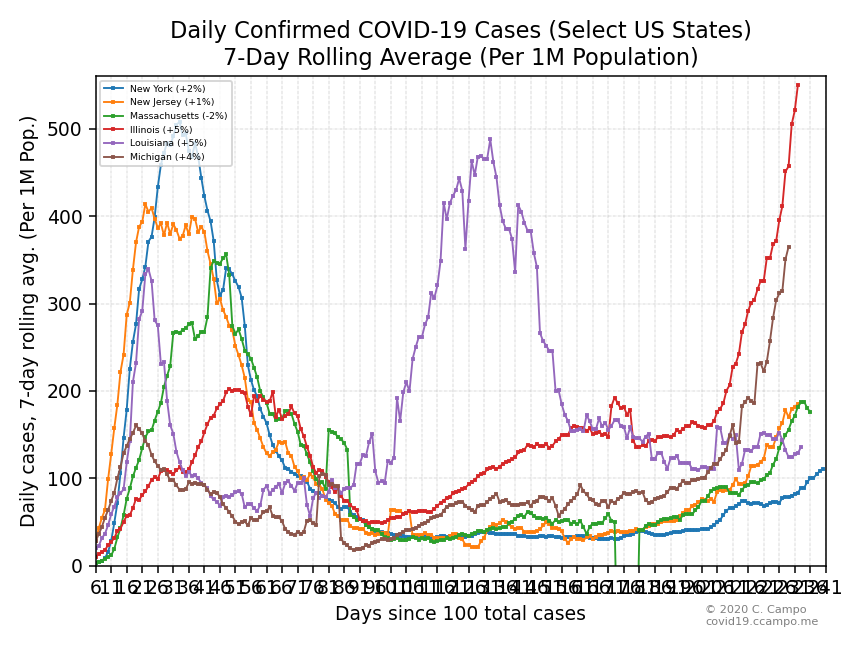 Daily Confirmed COVID-19 Cases (Select US States)
7-Day Rolling Average (Per 1M Population)
New York (+2%)
New Jersey (+1%)
Massachusetts (-2%)
Illinois (+5%)
Louisiana (+5%)
Michigan (+4%)
Daily cases, 7-day rolling avg. (Per 1M Pop.)
500
400
300
200
100
0
Days since 100 total cases
© 2020 C. Campo
covid19.ccampo.me